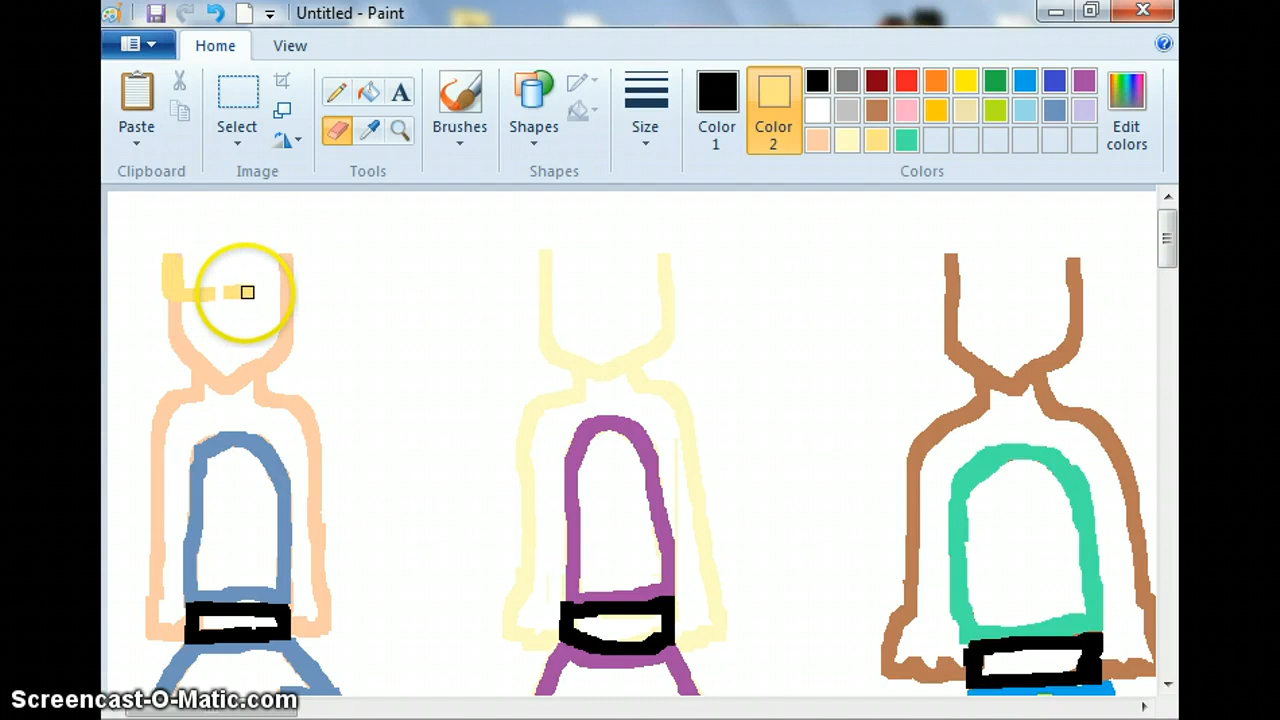 Untitled - Paint
Home View
Paste
Select
Brushes
Shapes
Size
Color 1
Color 2
Edit colors
Clipboard Image Tools Shapes Colors
Screencast-O-Matic.com